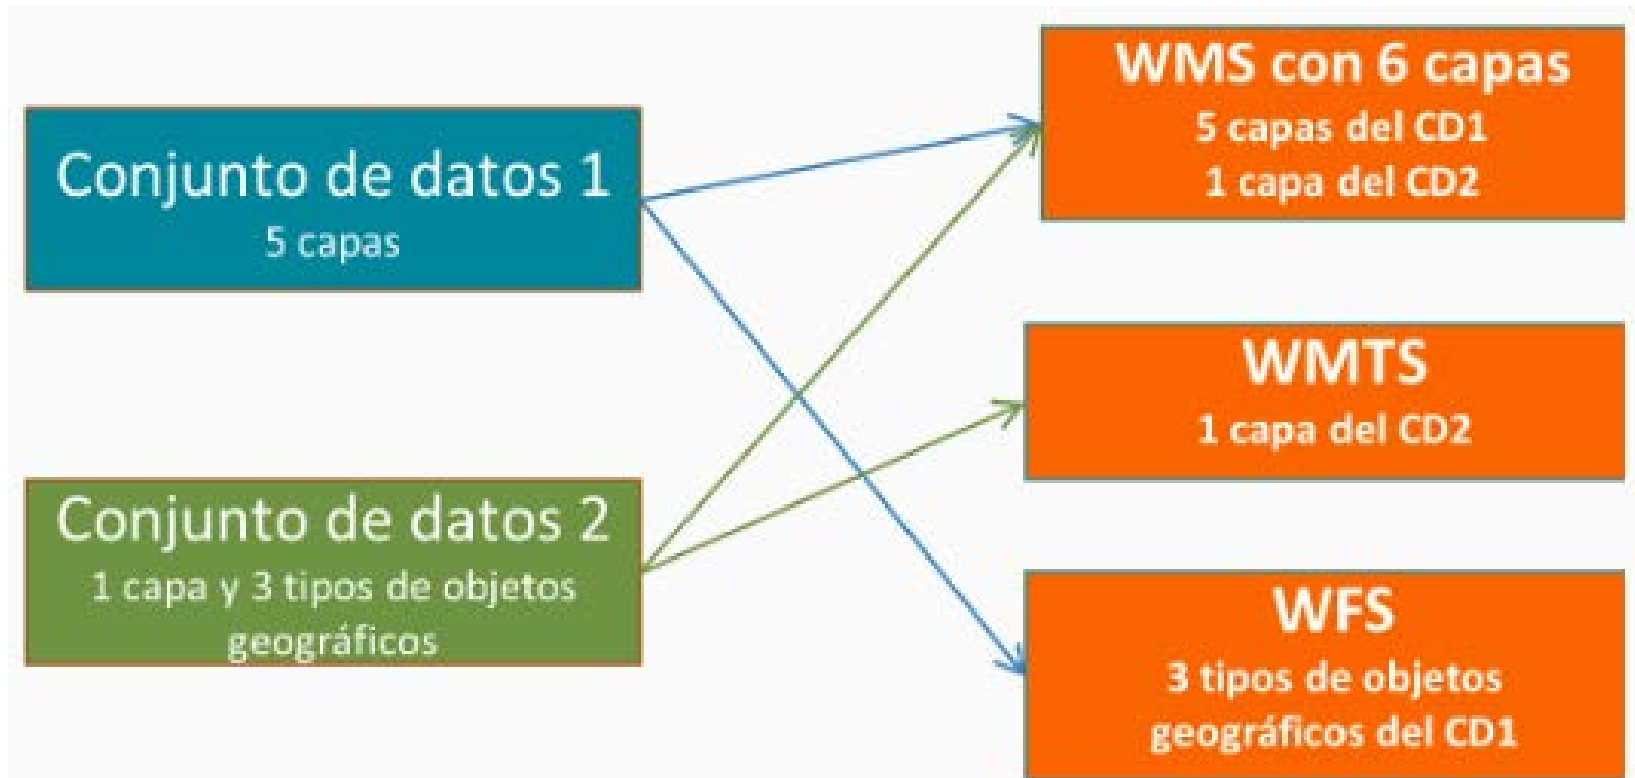 Conjunto de datos 1
5 capas
Conjunto de datos 2
1 capa y 3 tipos de objetos
geográficos
WMS con 6 capas
5 capas del CD1
1 capa del CD2
WMTS
1 capa del CD2
WFS
3 tipos de objetos
geográficos del CD1